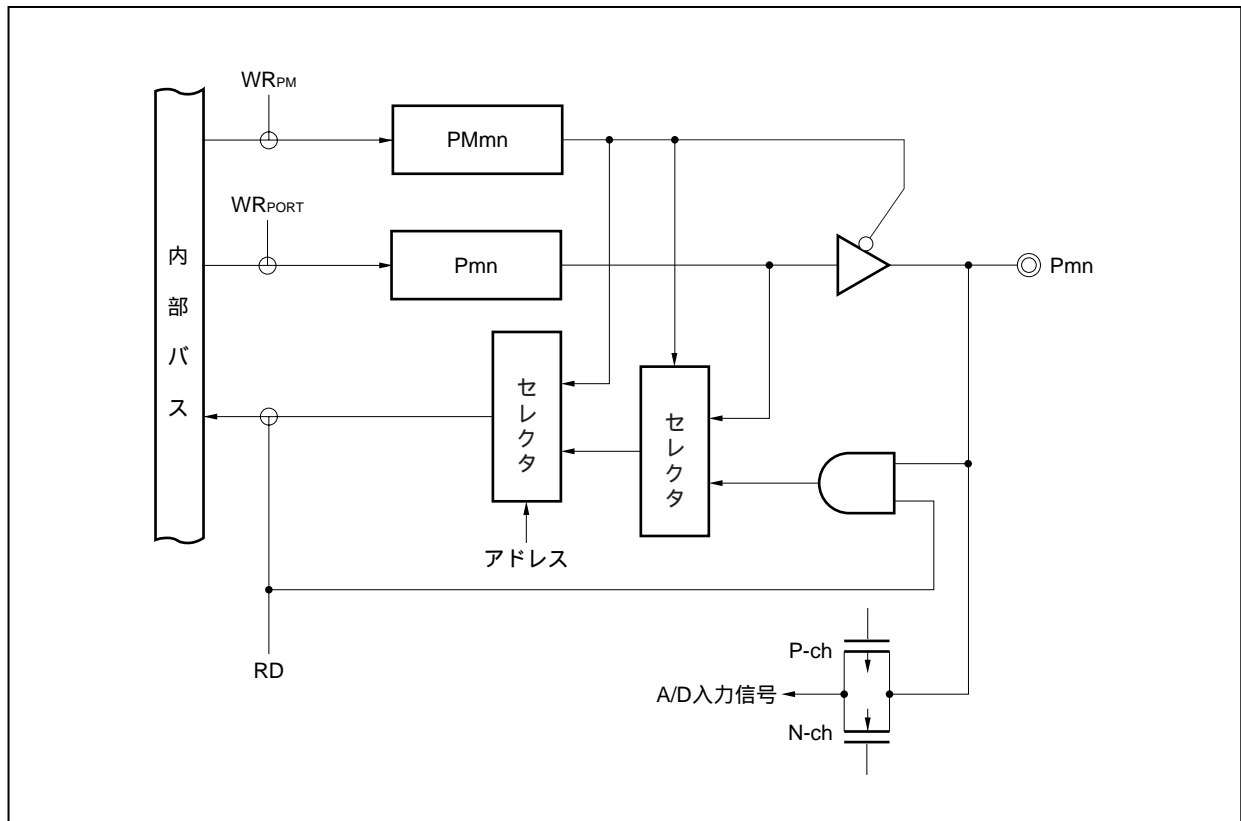 WRPM
PMmn
WRPORT
Pmn
Pmn
内部バス
セレクタ
セレクタ
アドレス
RD
P-ch
A/D入力信号
N-ch